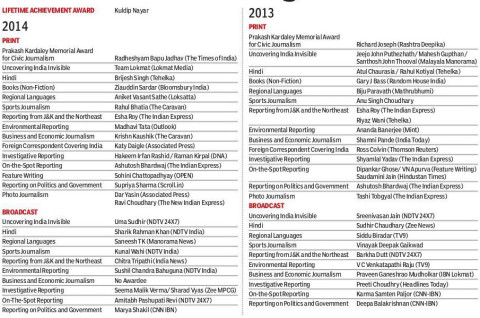 LIFETIME ACHIEVEMENT AWARD Kuldip Nayar
2014
PRINT
Prakash Kardaley Memorial Award
for Civic Journalism Radheshyam Bapu Jadhav (The Times of India)
Uncovering India Invisible Team Lokmat (Lokmat Media)
Hindi Brijesh Singh (Tehelka)
Books (Non-Fiction) Ziauddin Sardar (Bloomsbury India)
Regional Languages Aniket Vasant Sathe (Loksatta)
Sports Journalism Rahul Bhatia (The Caravan)
Reporting from J&K and the Northeast Esha Roy (The Indian Express)
Environmental Reporting Madhavi Tata (Outlook)
Business and Economic Journalism Krishn Kaushik (The Caravan)
Foreign Correspondent Covering India Katy Daigle (Associated Press)
Investigative Reporting Haleem Irfan Rashid/ Raman Kirpal (DNA)
On-the-Spot Reporting Ashutosh Bhardwaj (The Indian Express)
Feature Writing Sohini Chattopadhyay (OPEN)
Reporting on Politics and Government Supriya Sharma (Scroll.in)
Photo Journalism Dar Yasin (Associated Press)
Ravi Choudhary (The New Indian Express)
BROADCAST
Uncovering India Invisible Uma Sudhir (NDTV 24X7)
Hindi Sharik Rahman Khan (NDTV India)
Regional Languages Saneesh TK (Manorama News)
Sports Journalism Kunal Wahi (NDTV India)
Reporting from J&K and the Northeast Chitra Tripathi (India News)
Environmental Reporting Sushil Chandra Bahuguna (NDTV India)
Business and Economic Journalism No Awardee
Investigative Reporting Seema Malik Verma/ Sharad Vyas (Zee MPCG)
On-The-Spot Reporting Amitabh Pashupati Revi (NDTV 24X7)
Reporting on Politics and Government Marya Shakil (CNN IBN)
2013
PRINT
Prakash Kardaley Memorial Award
for Civic Journalism Richard Joseph (Rashtra Deepika)
Uncovering India Invisible Jeejo John Puthezhath/ Mahesh Gupthan /
Santhosh John Thooval (Malayala Manorama)
Hindi Atul Chaurasia / Rahul Kotiyal (Tehelka)
Books (Non-Fiction) Gary J Bass (Random House India)
Regional Languages Biju Paravath (Mathrubhumi)
Sports Journalism Anu Singh Choudhary
Reporting from J&K and the Northeast Esha Roy (The Indian Express)
Riyaz Wani (Tehelka)
Environmental Reporting Ananda Banerjee (Mint)
Business and Economic Journalism Sharmi Pande (India Today)
Foreign Correspondent Covering India Ross Colvin (Thomson Reuters)
Investigative Reporting Shyamlal Yadav (The Indian Express)
On-the-Spot Reporting Dipankar Ghose/ VN Apurva (Feature Writing)
Saudamini Jain (Hindustan Times)
Reporting on Politics and Government Ashutosh Bhardwaj (The Indian Express)
Photo Journalism Tashi Tobgyal (The Indian Express)
BROADCAST
Uncovering India Invisible Sreenivasan Jain (NDTV 24X7)
Hindi Sudhir Chaudhary (Zee News)
Regional Languages Siddu Biradar (TV9)
Sports Journalism Vinayak Deepak Gaikwad
Reporting from J&K and the Northeast Barkha Dutt (NDTV 24X7)
Environmental Reporting V C Venkatapathi Raju (TV9)
Business and Economic Journalism Praveen Ganeshrao Mudholkar (IBN Lokmat)
Investigative Reporting Preeti Choudhry (Headlines Today)
On-the-Spot Reporting Karma Samten Paljor (CNN-IBN)
Reporting on Politics and Government Deepa Balakrishnan (CNN-IBN)